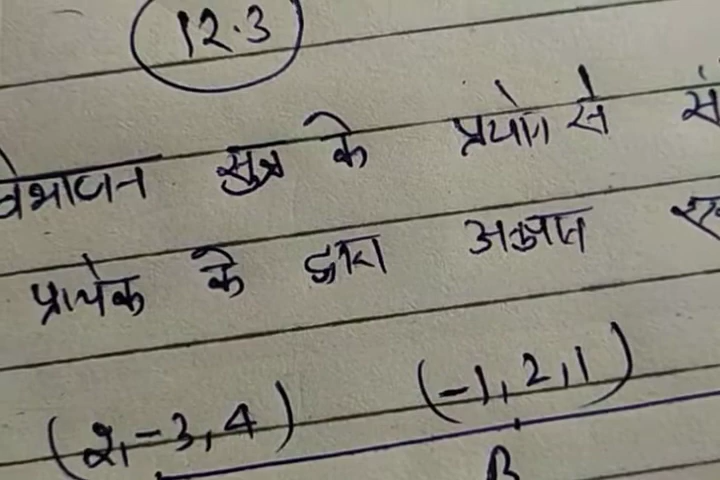 12.3
विभाजन सुत्र के प्रयोग से
प्रत्येक के द्वारा
(2,-3,4) (-1,2,1)
B